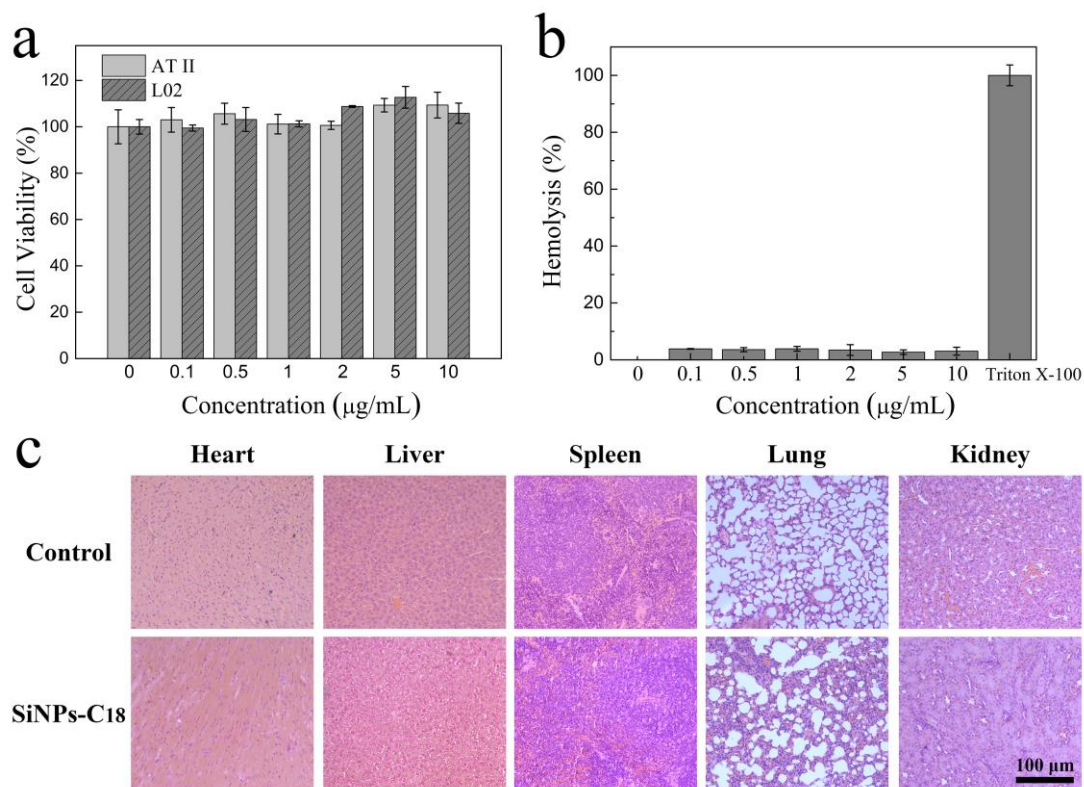 a
AT II
L02
Cell Viability (%)
120
100
80
60
40
20
0
0 0.1 0.5 1 2 5 10
Concentration (μg/mL)
b
Hemolysis (%)
100
80
60
40
20
0
0 0.1 0.5 1 2 5 10 Triton X-100
Concentration (μg/mL)
c
Heart Liver Spleen Lung Kidney
Control
SiNPs-C18
100 μm